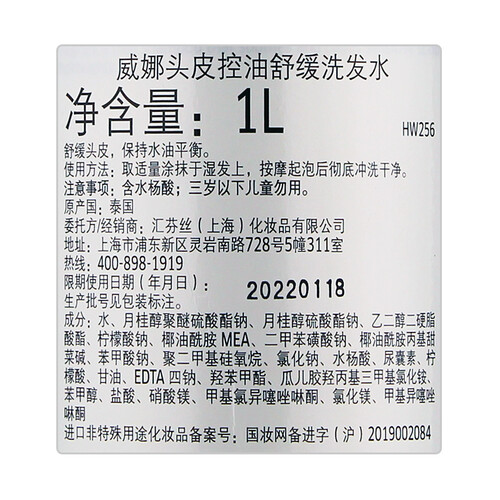 威娜头皮控油舒缓洗发水
净含量：1L
HW256
舒缓头皮，保持水油平衡。
使用方法：取适量涂抹于湿发上，按摩起泡后彻底冲洗干净。
注意事项：含水杨酸；三岁以下儿童勿用。
原产国：泰国
委托方/经销商：汇芬丝（上海）化妆品有限公司
地址：上海市浦东新区灵岩南路728号5幢311室
热线：400-898-1919
限期使用日期（年月日）：20220118
生产批号见包装标注。
成分：水、月桂醇聚醚硫酸酯钠、月桂醇硫酸酯钠、乙二醇二硬脂
酸酯、柠檬酸钠、椰油酰胺 MEA、二甲苯磺酸钠、椰油酰胺丙基甜
菜碱、苯甲酸钠、聚二甲基硅氧烷、氯化钠、水杨酸、尿囊素、柠
檬酸、甘油、EDTA 四钠、羟苯甲酯、瓜儿胶羟丙基三甲基氯化铵、
苯甲醇、盐酸、硝酸镁、甲基氯异噻唑啉酮、氯化镁、甲基异噻唑
啉酮
进口非特殊用途化妆品备案号：国妆网备进字（沪）2019002084